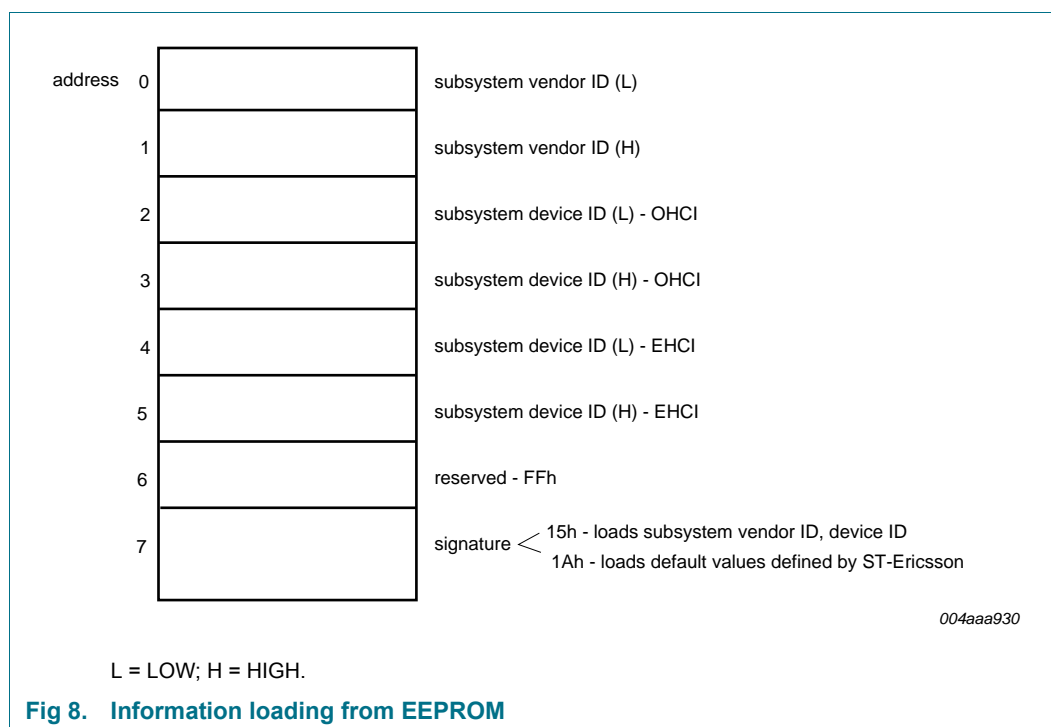 address 0 subsystem vendor ID (L)
1 subsystem vendor ID (H)
2 subsystem device ID (L) - OHCI
3 subsystem device ID (H) - OHCI
4 subsystem device ID (L) - EHCI
5 subsystem device ID (H) - EHCI
6 reserved - FFh
7 signature 15h - loads subsystem vendor ID, device ID
1Ah - loads default values defined by ST-Ericsson
004aaa930
L = LOW; H = HIGH.
Fig 8. Information loading from EEPROM